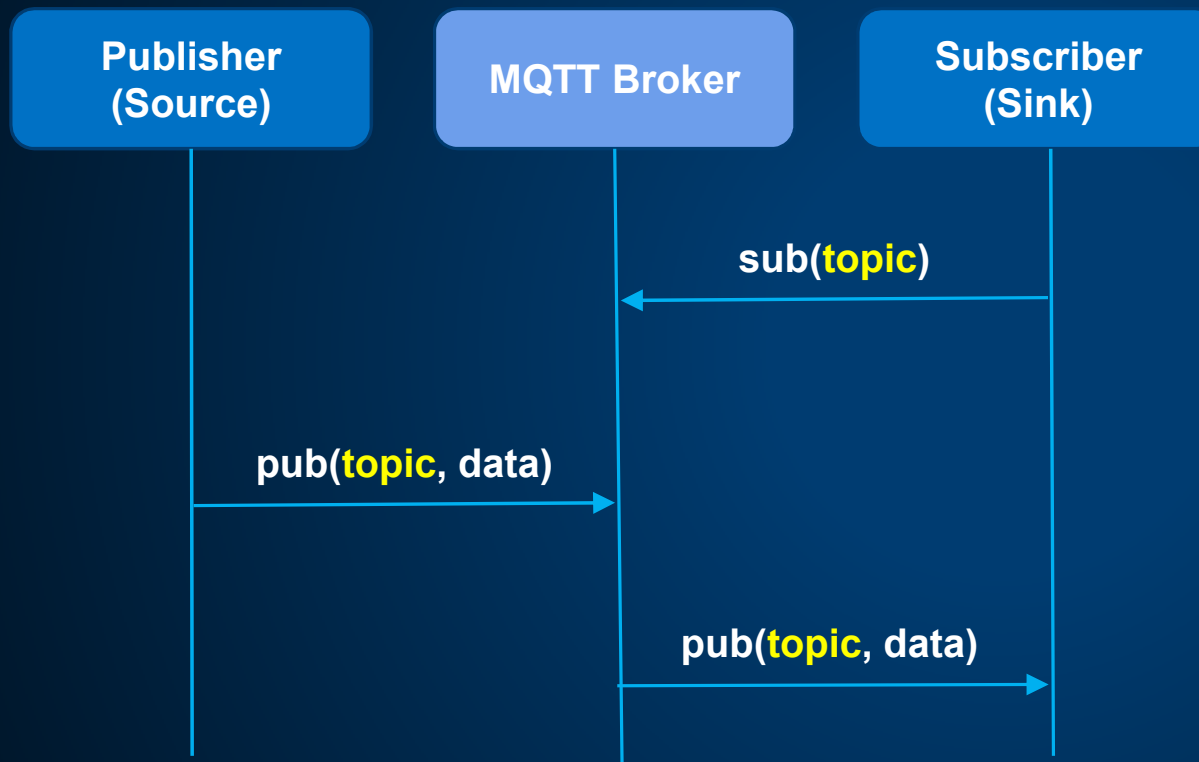 Publisher
(Source)
MQTT Broker
Subscriber
(Sink)
sub(topic)
pub(topic, data)
pub(topic, data)